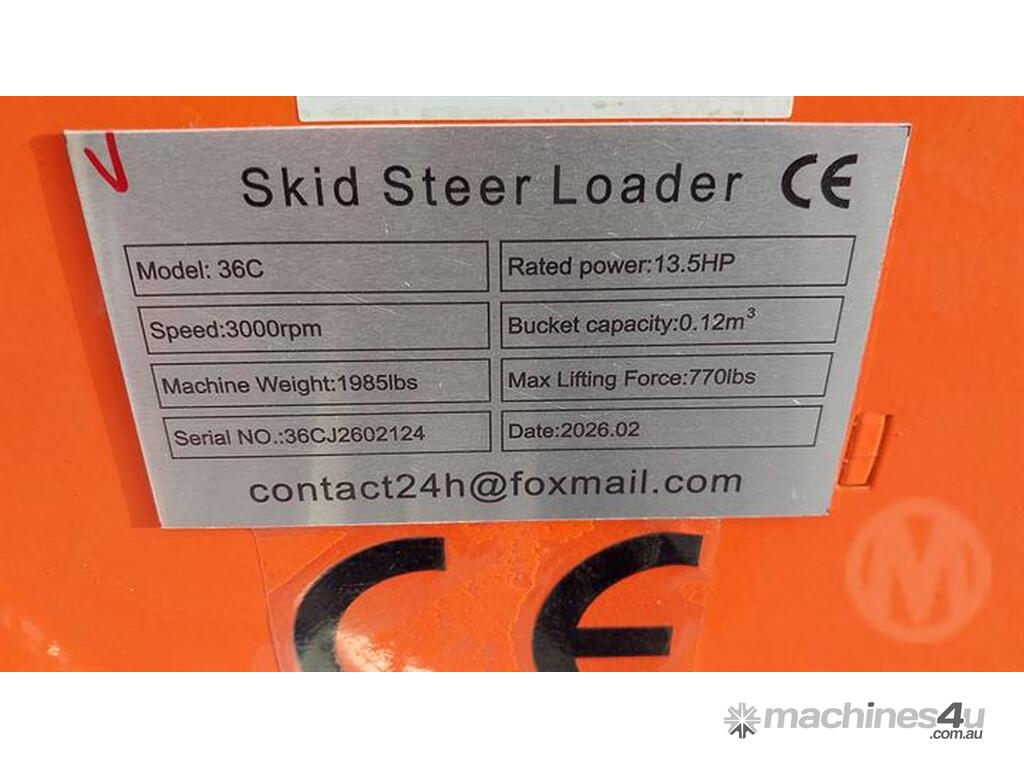 Skid Steer Loader CE
Model: 36C
Rated power:13.5HP
Speed:3000rpm
Bucket capacity:0.12m³
Machine Weight:1985lbs
Max Lifting Force:770lbs
Serial NO.:36CJ2602124
Date:2026.02
contact24h@foxmail.com
CE
M
machines4u
.com.au